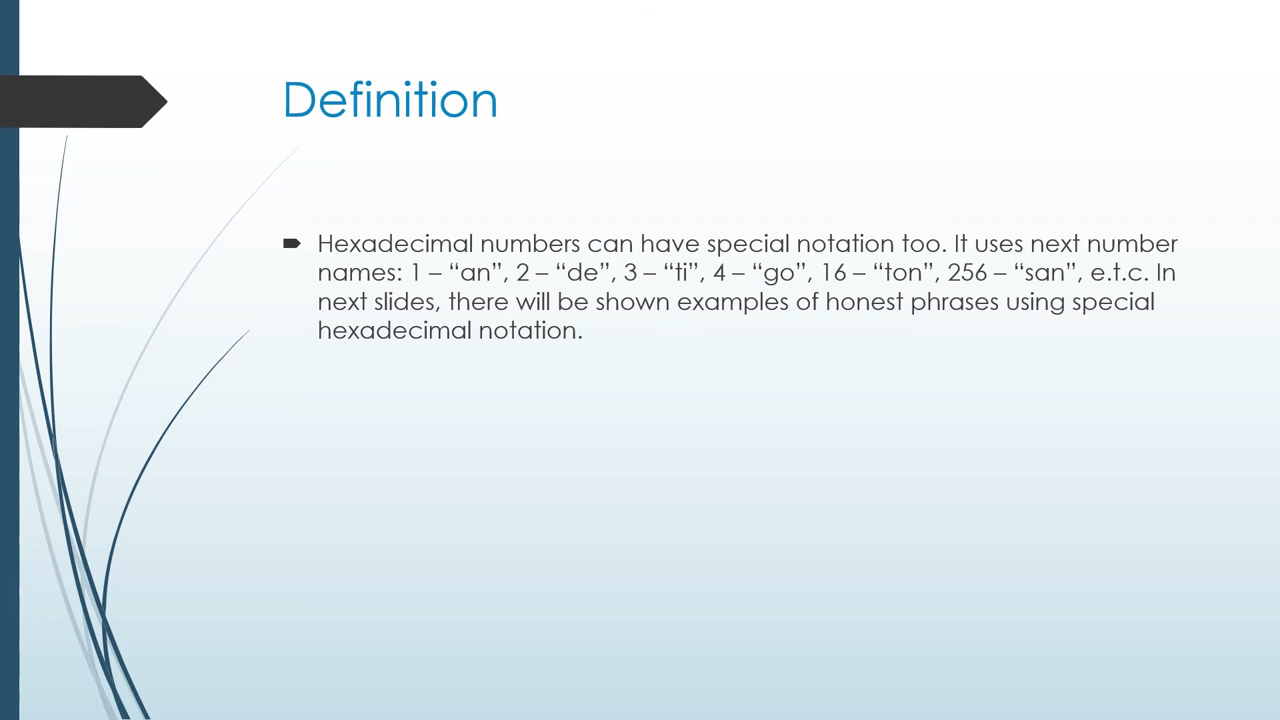 Definition
Hexadecimal numbers can have special notation too. It uses next number
names: 1 – “an”, 2 – “de”, 3 – “ti”, 4 – “go”, 16 – “ton”, 256 – “san”, e.t.c. In
next slides, there will be shown examples of honest phrases using special
hexadecimal notation.